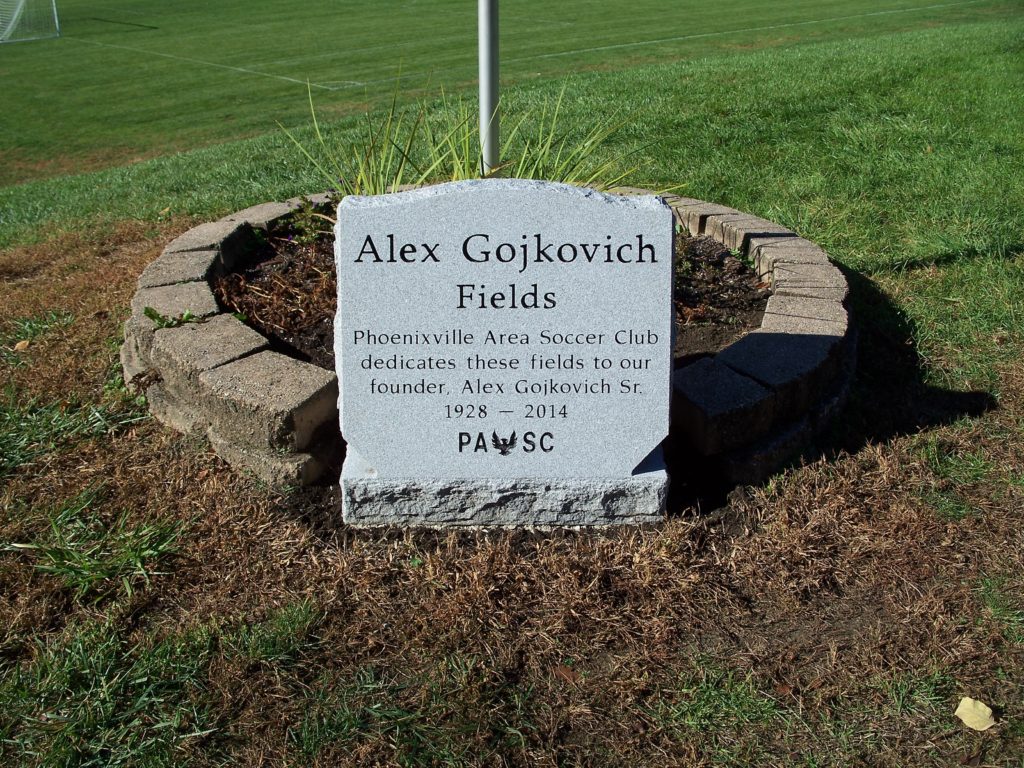 Alex Gojkovich
Fields
Phoenixville Area Soccer Club
dedicates these fields to our
founder, Alex Gojkovich Sr.
1928 – 2014
PA SC